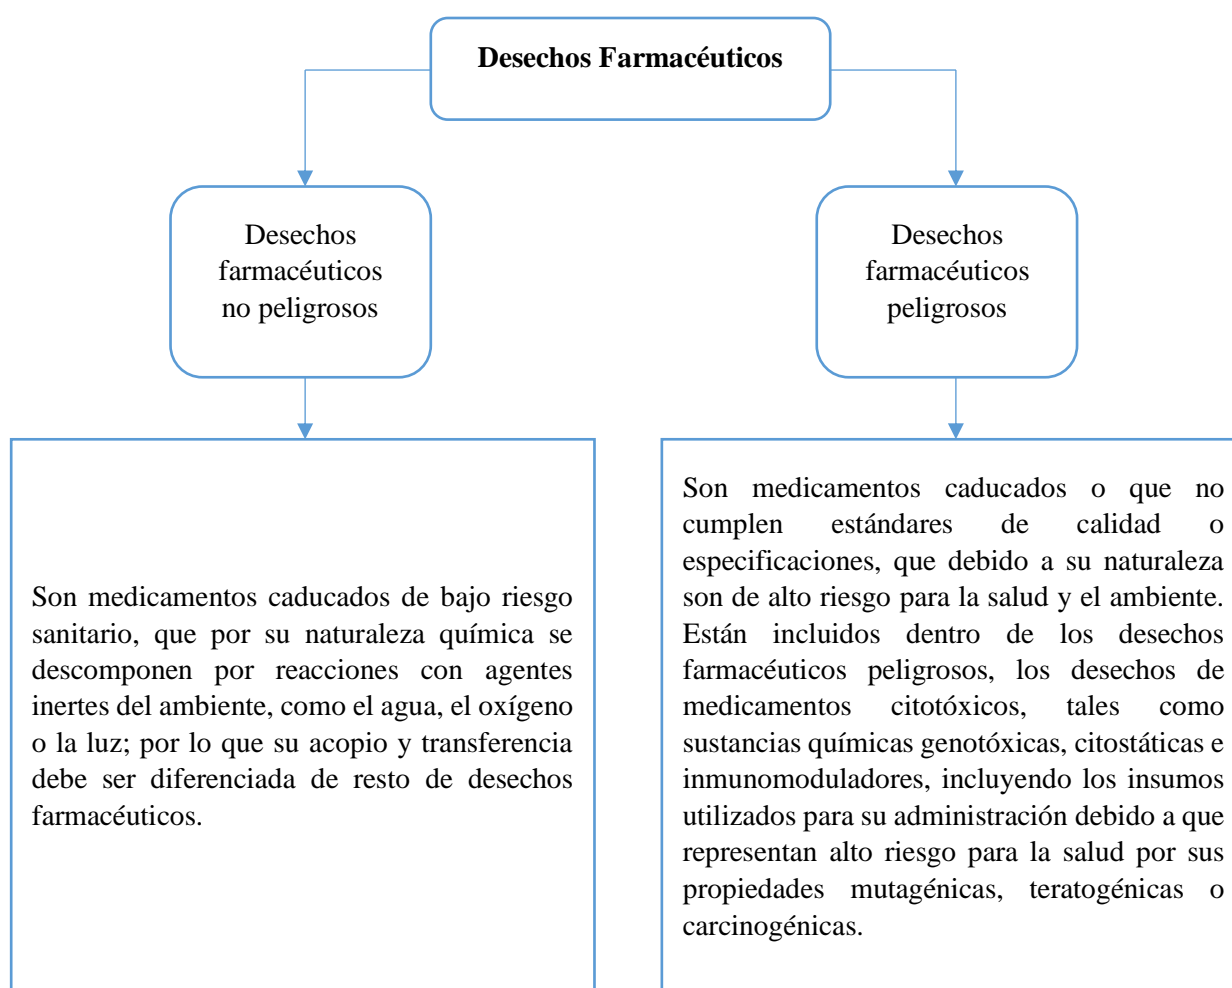 Desechos Farmacéuticos
Desechos
farmacéuticos
no peligrosos
Desechos
farmacéuticos
peligrosos
Son medicamentos caducados de bajo riesgo
sanitario, que por su naturaleza química se
descomponen por reacciones con agentes
inertes del ambiente, como el agua, el oxígeno
o la luz; por lo que su acopio y transferencia
debe ser diferenciada de resto de desechos
farmacéuticos.
Son medicamentos caducados o que no
cumplen estándares de calidad o
especificaciones, que debido a su naturaleza
son de alto riesgo para la salud y el ambiente.
Están incluidos dentro de los desechos
farmacéuticos peligrosos, los desechos de
medicamentos citotóxicos, tales como
sustancias químicas genotóxicas, citostáticas e
inmunomoduladores, incluyendo los insumos
utilizados para su administración debido a que
representan alto riesgo para la salud por sus
propiedades mutagénicas, teratogénicas o
carcinogénicas.